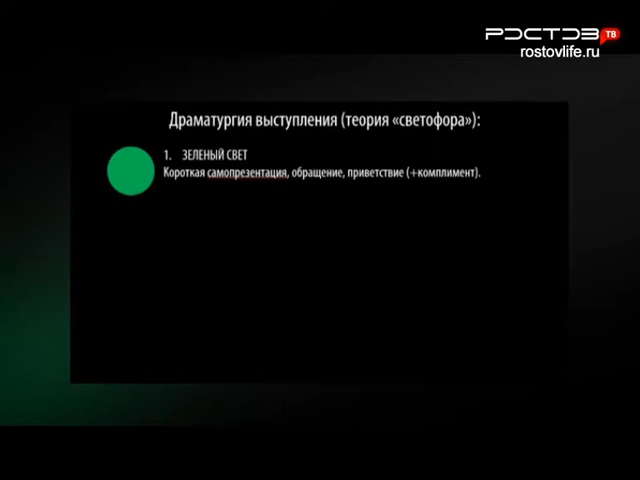 РОСТОВ ТВ
rostovlife.ru
Драматургия выступления (теория «светофора»):
1. ЗЕЛЕНЫЙ СВЕТ
Короткая самопрезентация, обращение, приветствие (+комплимент).